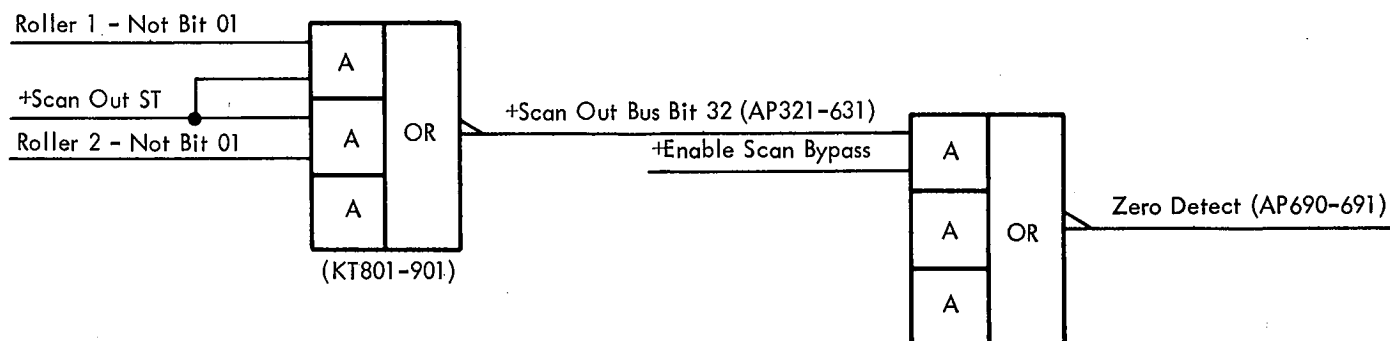 Roller 1 - Not Bit 01
A
+Scan Out ST
+Scan Out Bus Bit 32 (AP321-631)
A
OR
Roller 2 - Not Bit 01
+Enable Scan Bypass
A
A
Zero Detect (AP690-691)
A
OR
(KT801-901)
A